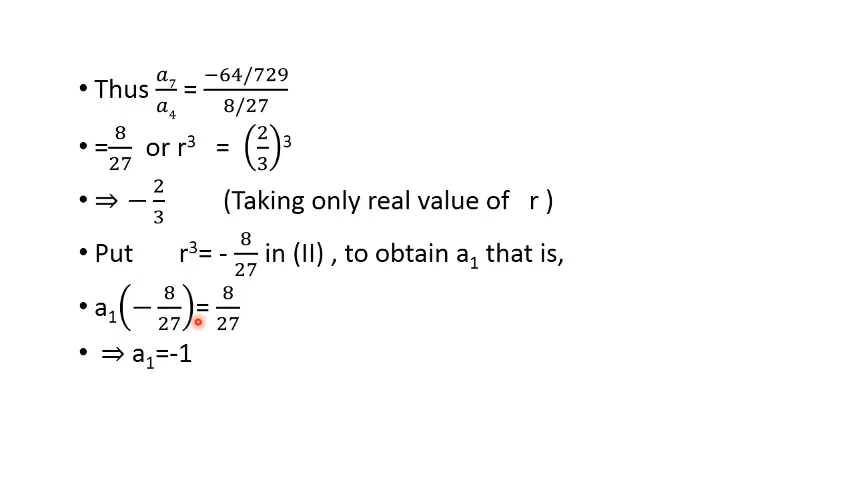 • Thus a₇/a₄ = (−64/729)/(8/27)
• =8/27 or r³ = (2/3)³
• ⇒ −2/3 (Taking only real value of r )
• Put r³= - 8/27 in (II) , to obtain a₁ that is,
• a₁(−8/27)= 8/27
• ⇒ a₁=-1